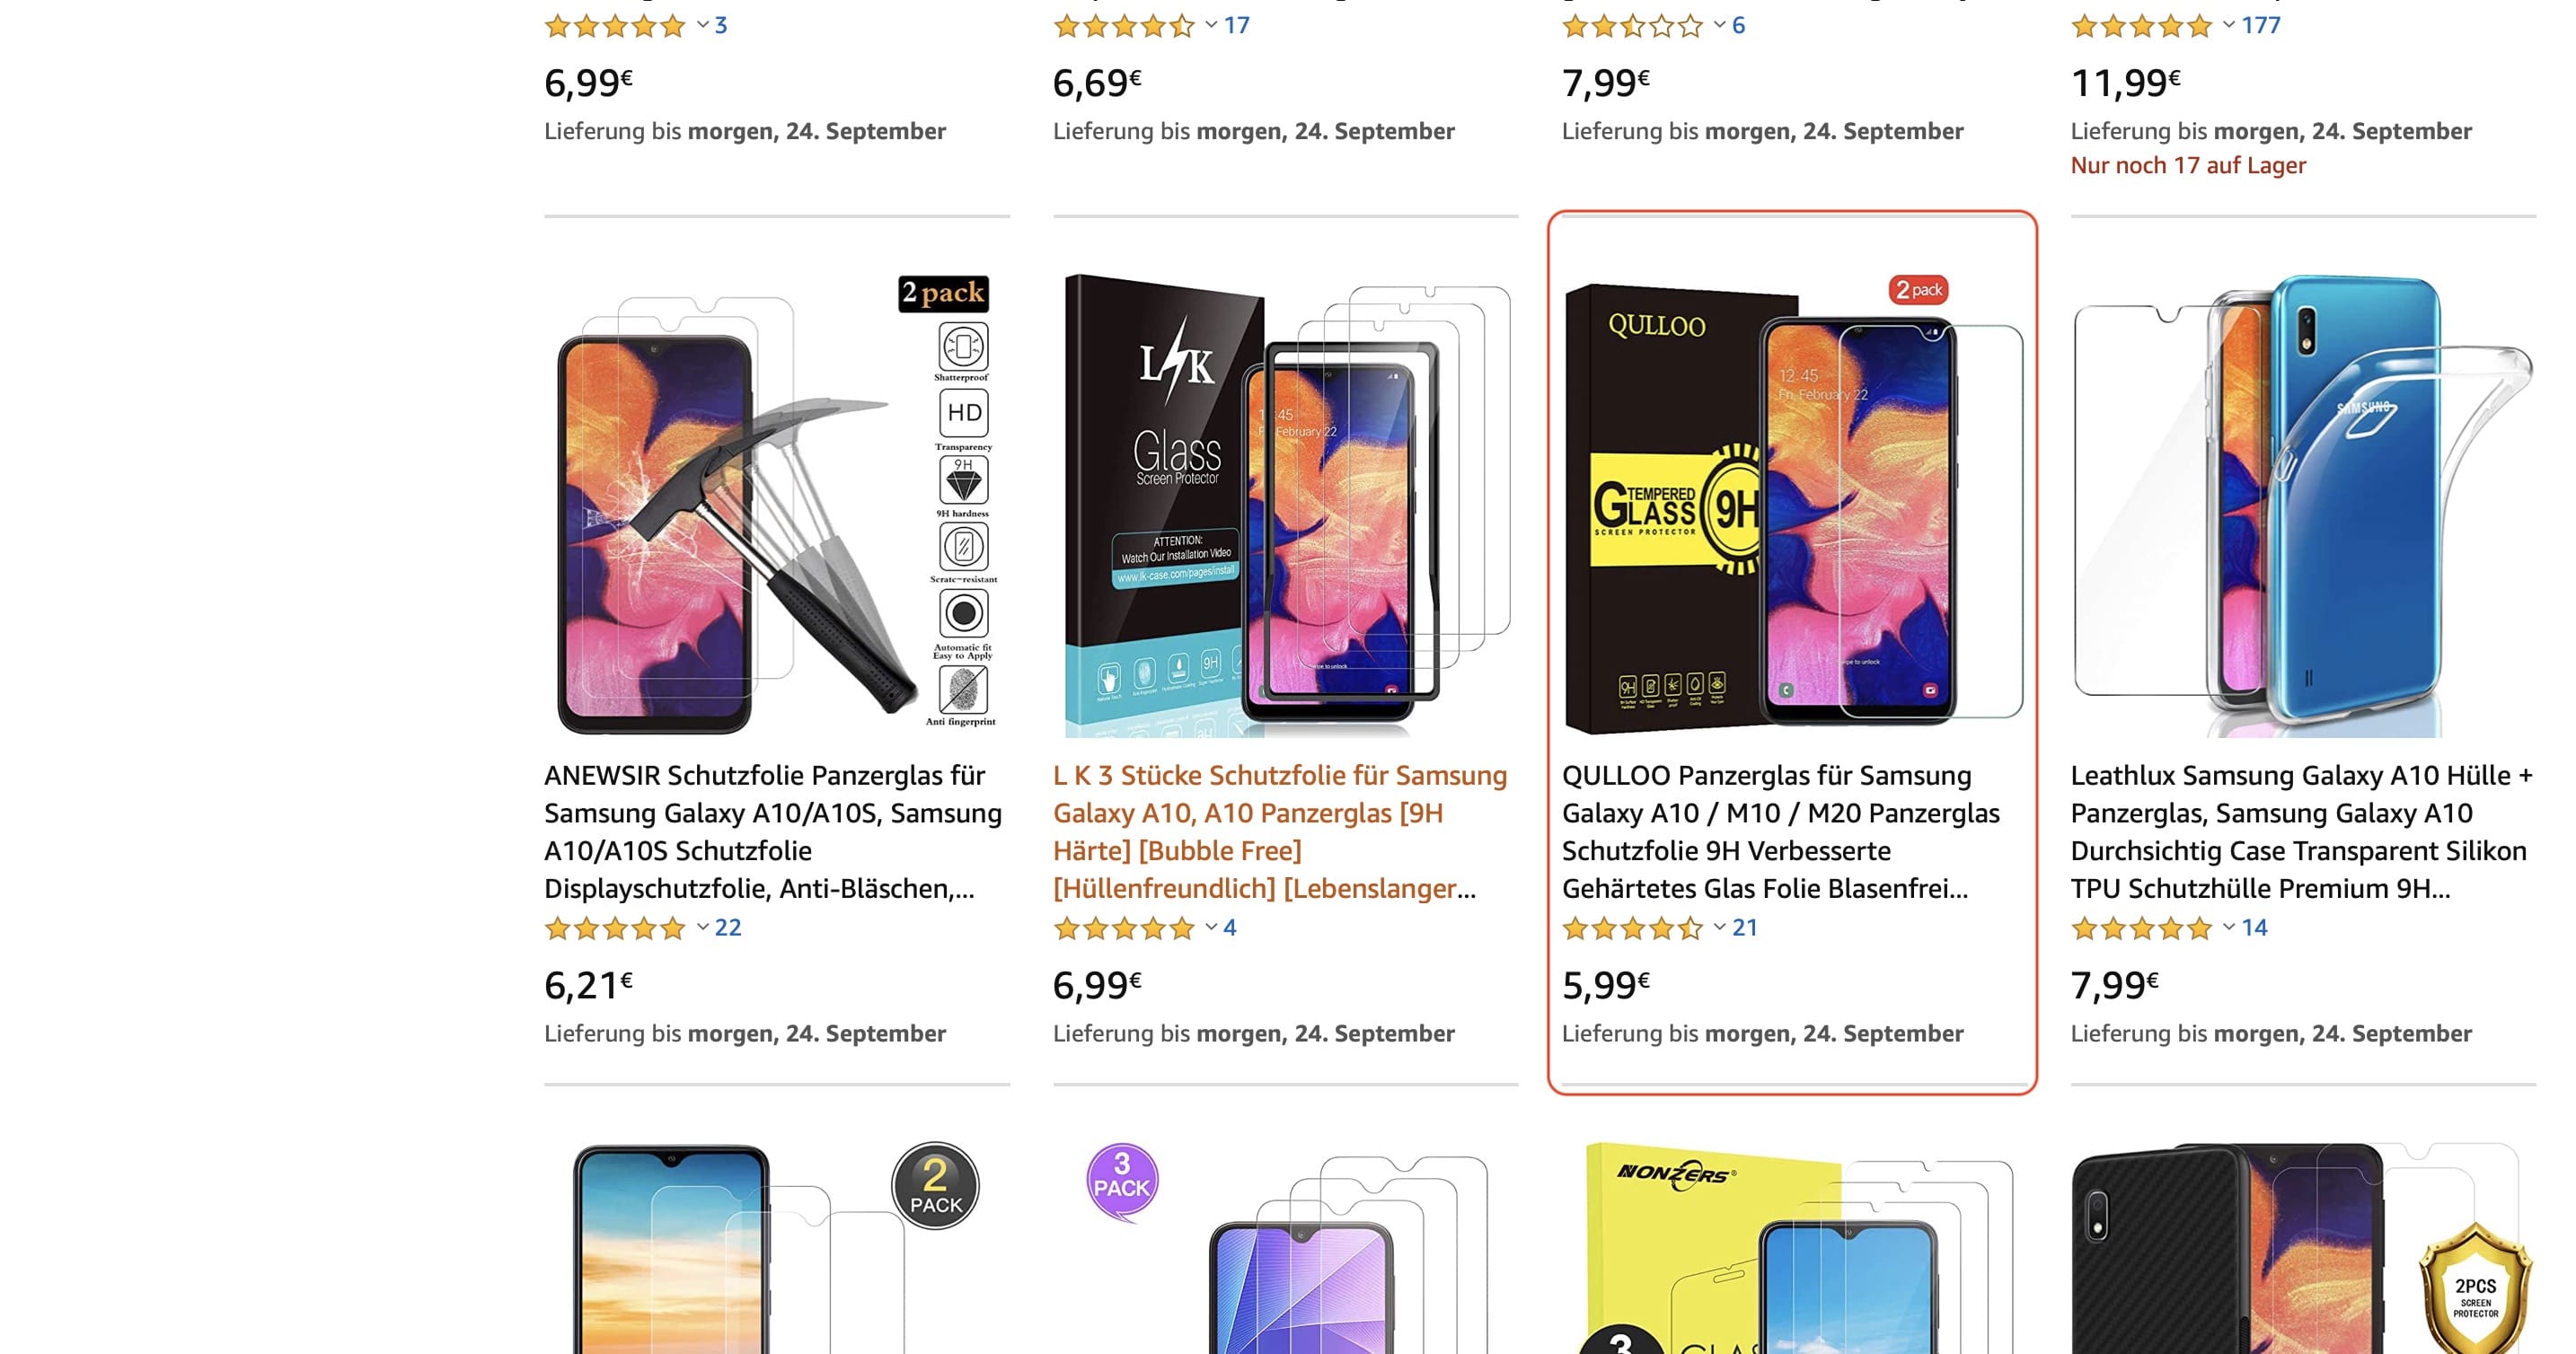 3
17
6
177
6,99€
6,69€
7,99€
11,99€
Lieferung bis morgen, 24. September
Lieferung bis morgen, 24. September
Lieferung bis morgen, 24. September
Lieferung bis morgen, 24. September
Nur noch 17 auf Lager
2 pack
Shatterproof
HD
Transparency
9H
9H hardness
Scratc-resistant
Automatic fit
Easy to Apply
Anti fingerprint
ANEWSIR Schutzfolie Panzerglas für
Samsung Galaxy A10/A10S, Samsung
A10/A10S Schutzfolie
Displayschutzfolie, Anti-Bläschen,...
22
6,21€
Lieferung bis morgen, 24. September
L K
Glass
Screen Protector
ATTENTION:
Watch Our Installation Video
www.lk-case.com/pages/install
9H
45
February 22
L K 3 Stücke Schutzfolie für Samsung
Galaxy A10, A10 Panzerglas [9H
Härte] [Bubble Free]
[Hüllenfreundlich] [Lebenslanger...
4
6,99€
Lieferung bis morgen, 24. September
2 pack
QULLOO
TEMPERED
GLASS
SCREEN PROTECTOR
9H
12:45
Fri, February 22
9H
QULLOO Panzerglas für Samsung
Galaxy A10 / M10 / M20 Panzerglas
Schutzfolie 9H Verbesserte
Gehärtetes Glas Folie Blasenfrei...
21
5,99€
Lieferung bis morgen, 24. September
SAMSUNG
Leathlux Samsung Galaxy A10 Hülle +
Panzerglas, Samsung Galaxy A10
Durchsichtig Case Transparent Silikon
TPU Schutzhülle Premium 9H...
14
7,99€
Lieferung bis morgen, 24. September
2
PACK
3
PACK
NONZERS®
3
2PCS
SCREEN
PROTECTOR